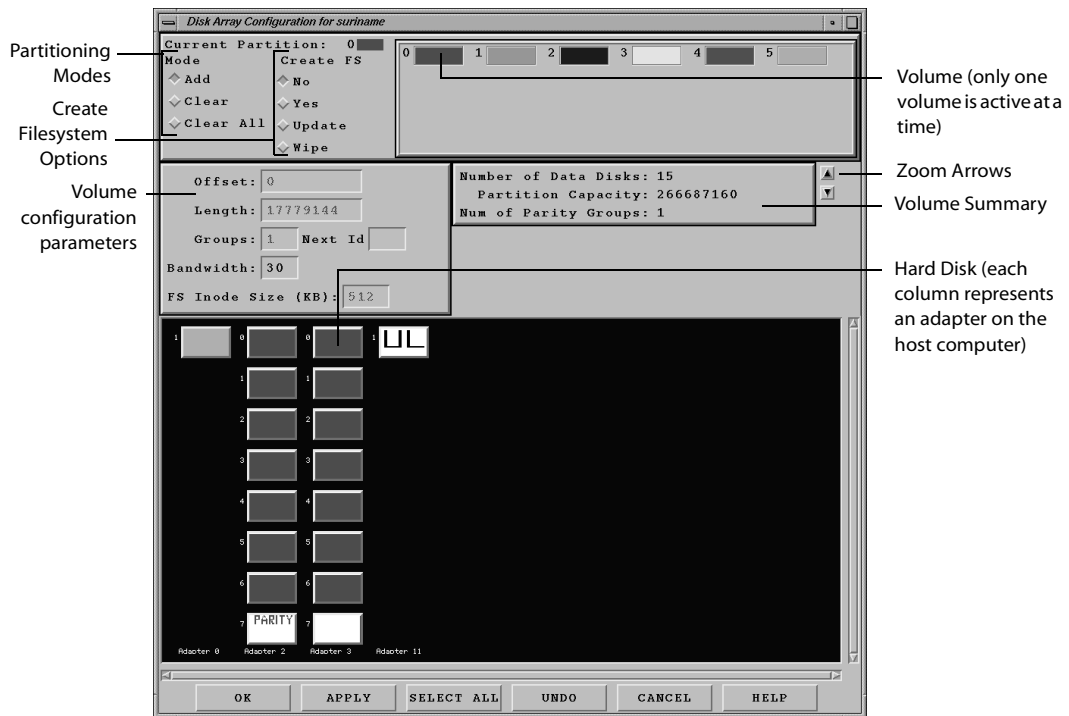 Disk Array Configuration for suriname
Current Partition: 0
Mode
Add
Clear
Clear All
Create FS
No
Yes
Update
Wipe
0 1 2 3 4 5
Offset: 0
Length: 17779144
Groups: 1 Next Id
Bandwidth: 30
FS Inode Size (KB): 512
Number of Data Disks: 15
Partition Capacity: 266687160
Num of Parity Groups: 1
1 0 0 1 UL
1 1
2 2
3 3
4 4
5 5
6 6
7 PARITY 7
Adapter 0 Adapter 2 Adapter 3 Adapter 11
OK APPLY SELECT ALL UNDO CANCEL HELP
Partitioning
Modes
Create
Filesystem
Options
Volume
configuration
parameters
Volume (only one
volume is active at a
time)
Zoom Arrows
Volume Summary
Hard Disk (each
column represents
an adapter on the
host computer)